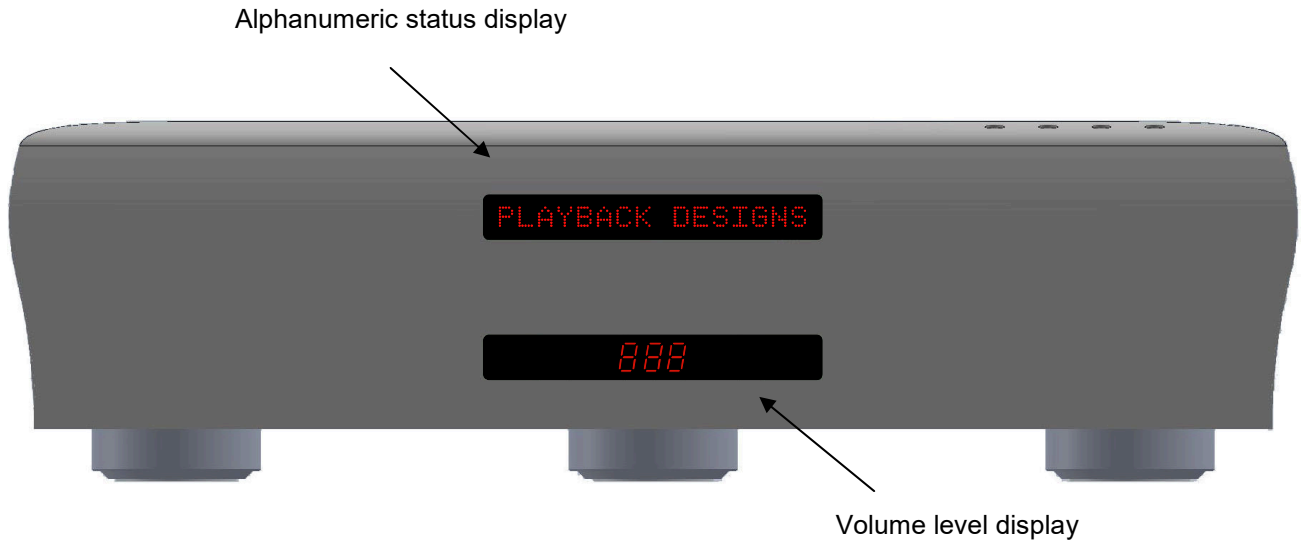 Alphanumeric status display
PLAYBACK DESIGNS
888
Volume level display